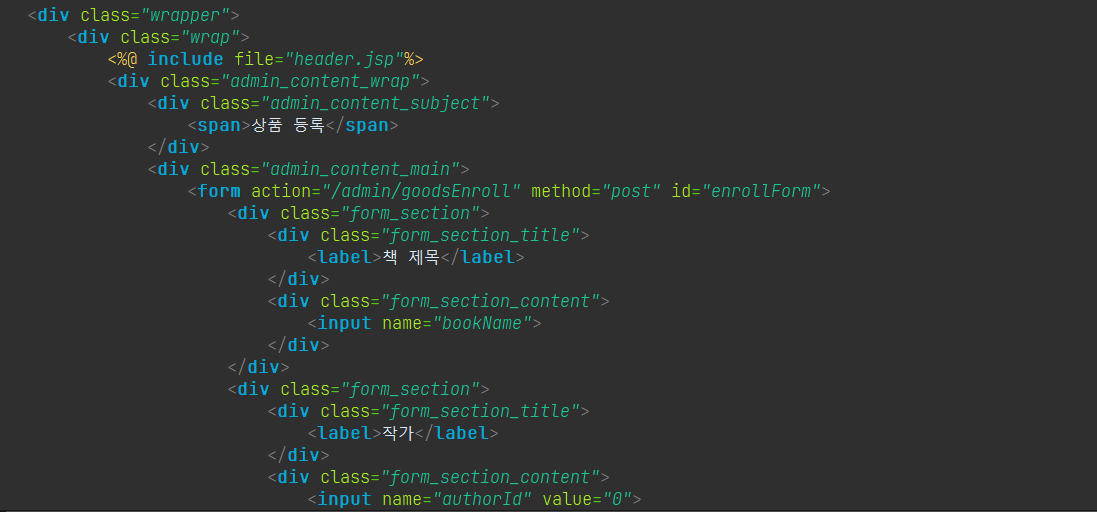 <div class="wrapper">
<div class="wrap">
<%@ include file="header.jsp"%>
<div class="admin_content_wrap">
<div class="admin_content_subject">
<span>상품 등록</span>
</div>
<div class="admin_content_main">
<form action="/admin/goodsEnroll" method="post" id="enrollForm">
<div class="form_section">
<div class="form_section_title">
<label>책 제목</label>
</div>
<div class="form_section_content">
<input name="bookName">
</div>
</div>
<div class="form_section">
<div class="form_section_title">
<label>작가</label>
</div>
<div class="form_section_content">
<input name="authorId" value="0">